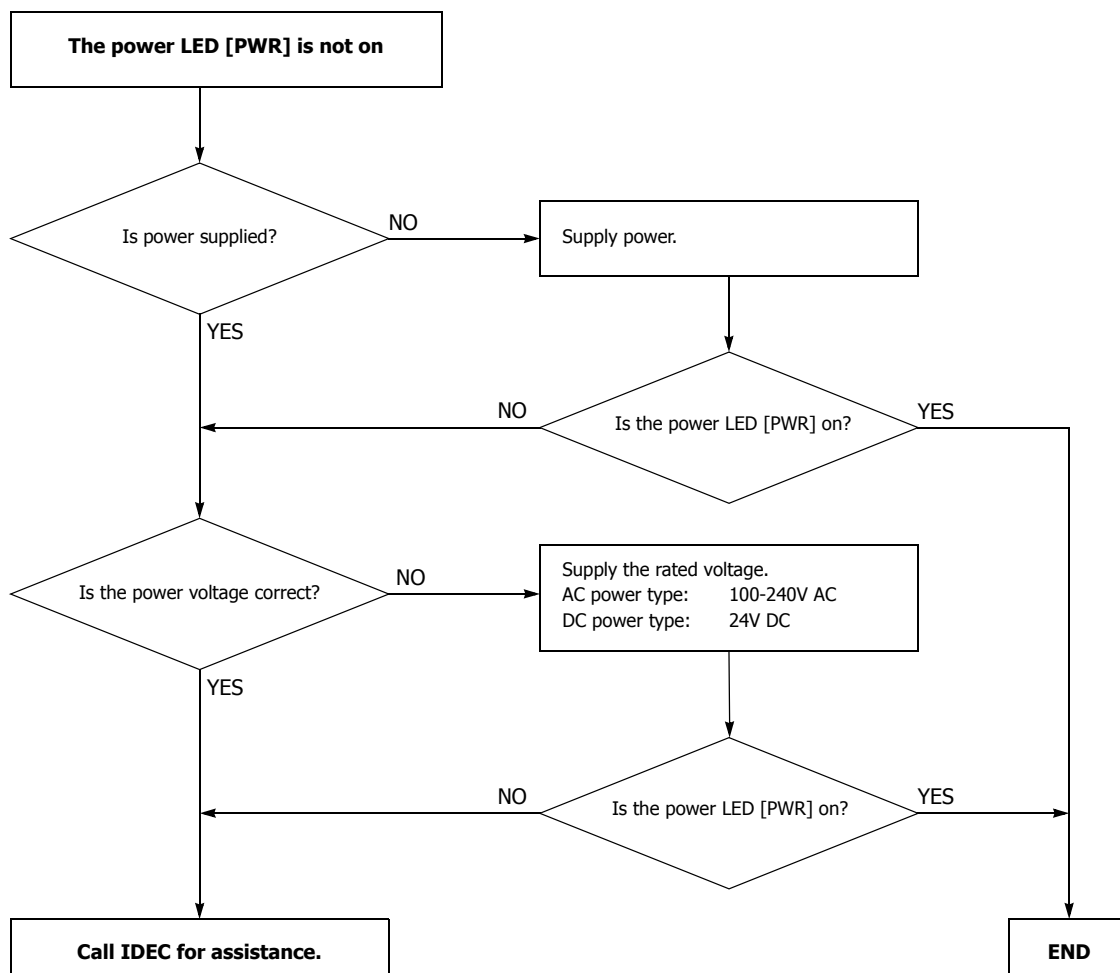 The power LED [PWR] is not on
Is power supplied?
NO
Supply power.
YES
NO
Is the power LED [PWR] on?
YES
Is the power voltage correct?
NO
Supply the rated voltage.
AC power type: 100-240V AC
DC power type: 24V DC
YES
NO
Is the power LED [PWR] on?
YES
Call IDEC for assistance.
END